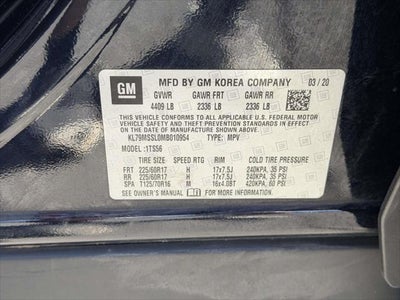 GM
MFD BY GM KOREA COMPANY 03/20
GVWR GAWR FRT GAWR RR
4409 LB 2336 LB 2336 LB
THIS VEHICLE CONFORMS TO ALL APPLICABLE U.S. FEDERAL MOTOR
VEHICLE SAFETY AND THEFT PREVENTION STANDARDS IN EFFECT
ON THE DATE OF MANUFACTURE SHOWN ABOVE.
KL79MSSL0MB010954 TYPE: MPV
MODEL: 1TS56
TIRE SIZE SPEED RTG RIM COLD TIRE PRESSURE
FRT 225/60R17 H 17x7.5J 240KPA, 35 PSI
RR 225/60R17 H 17x7.5J 240KPA, 35 PSI
SPA T125/70R16 M 16x4.0BT 420KPA, 60 PSI
SEE OWNER'S MANUAL FOR ADDITIONAL INFORMATION.